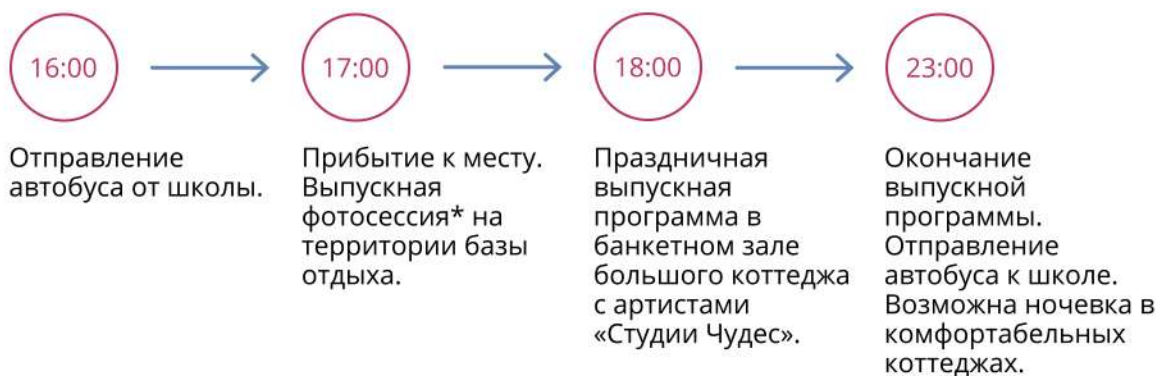 16:00
17:00
18:00
23:00
Отправление
автобуса от школы.
Прибытие к месту.
Выпускная
фотосессия* на
территории базы
отдыха.
Праздничная
выпускная
программа в
банкетном зале
большого коттеджа
с артистами
«Студии Чудес».
Окончание
выпускной
программы.
Отправление
автобуса к школе.
Возможна ночевка в
комфортабельных
коттеджах.